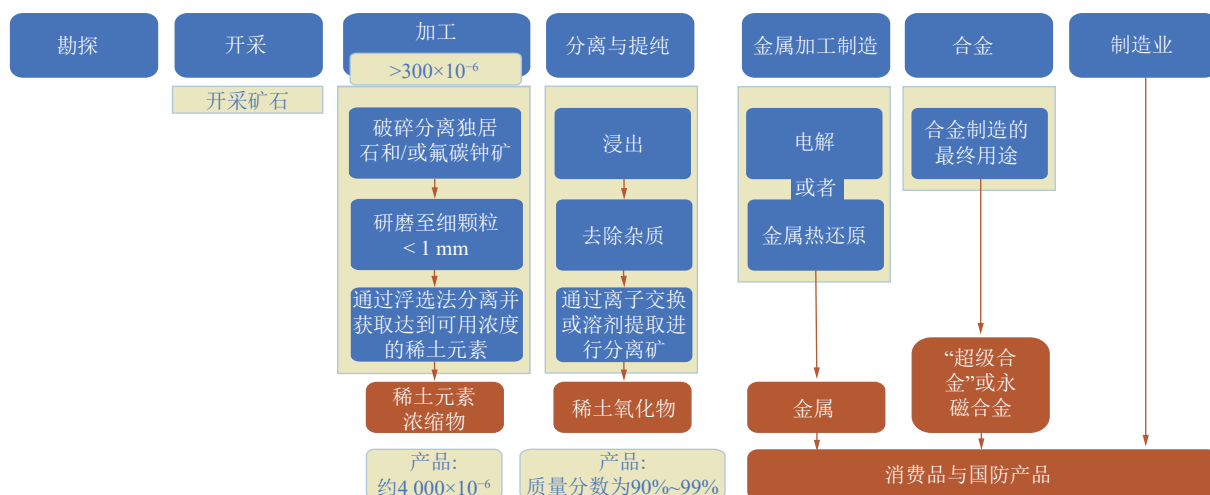 勘探
开采
加工
分离与提纯
金属加工制造
合金
制造业
>300×10⁻⁶
开采矿石
破碎分离独居
石和/或氟碳钟矿
研磨至细颗粒
< 1 mm
通过浮选法分离并
获取达到可用浓度
的稀土元素
稀土元素
浓缩物
产品:
约4 000×10⁻⁶
浸出
去除杂质
通过离子交换
或溶剂提取进
行分离矿
稀土氧化物
产品:
质量分数为90%~99%
电解
或者
金属热还原
金属
合金制造的
最终用途
“超级合
金”或永
磁合金
消费品与国防产品